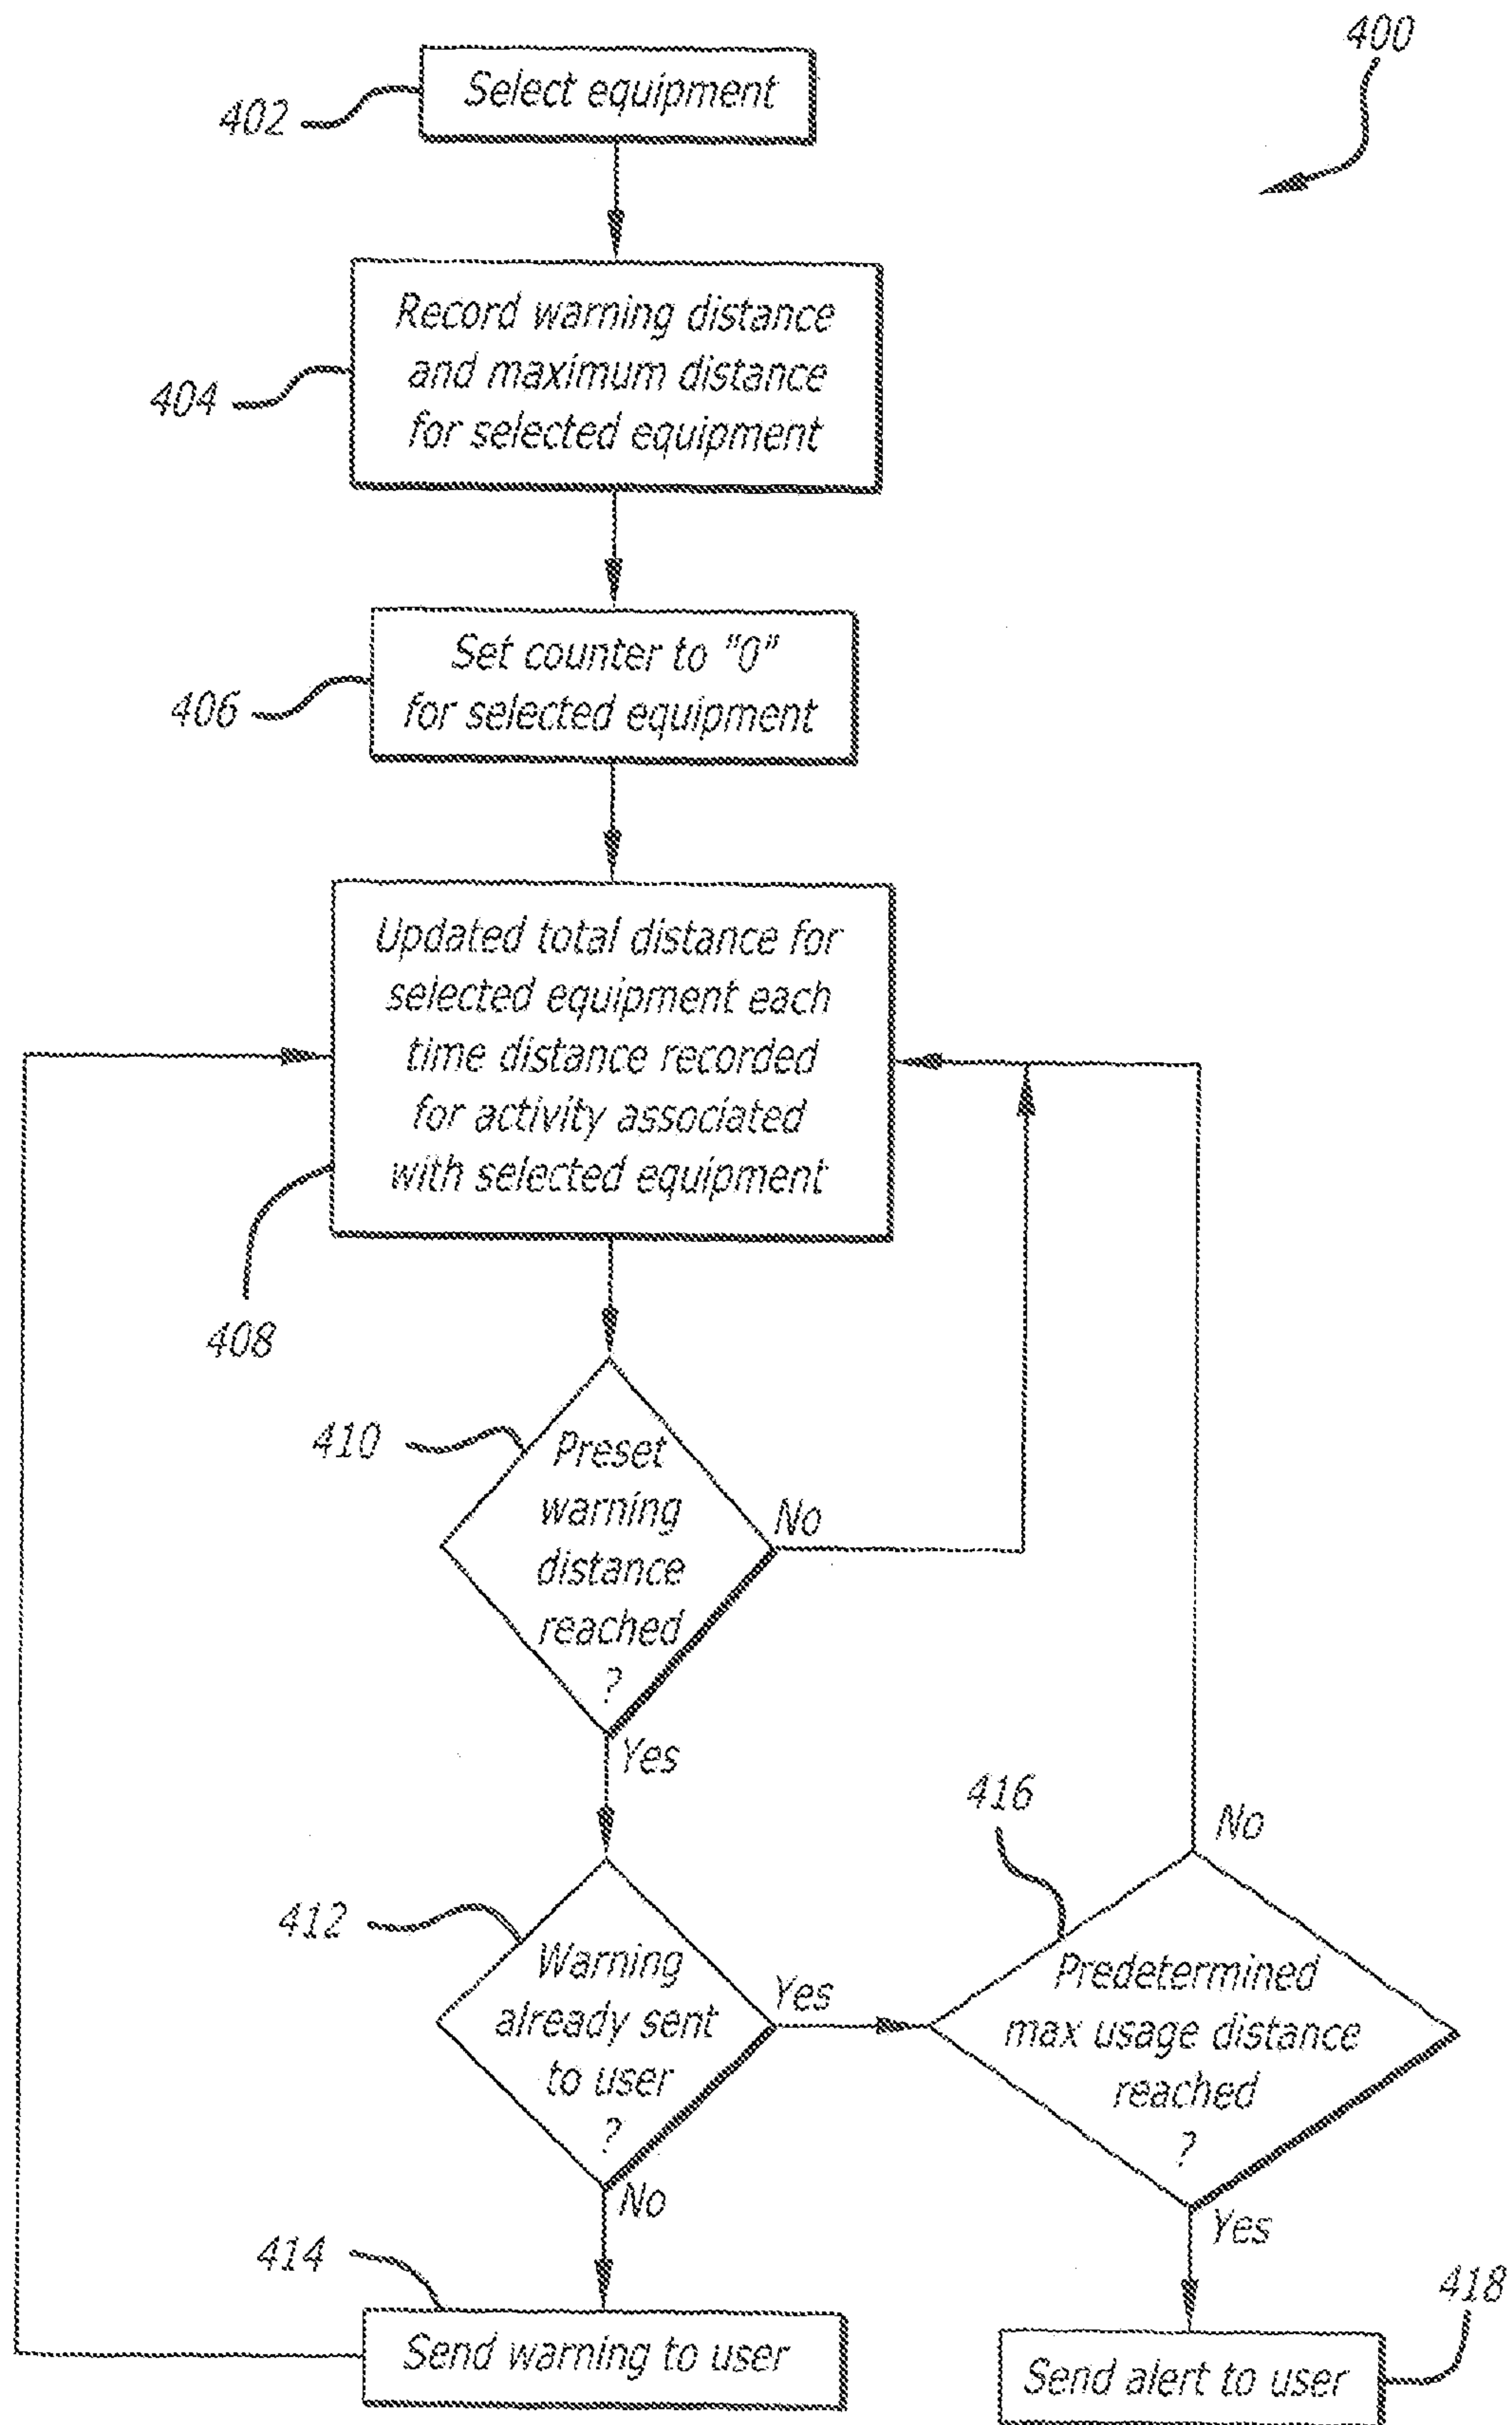 400
402
Select equipment
404
Record warning distance
and maximum distance
for selected equipment
406
Set counter to "0"
for selected equipment
408
Updated total distance for
selected equipment each
time distance recorded
for activity associated
with selected equipment
410
Preset
warning
distance
reached
?
No
Yes
412
Warning
already sent
to user
?
Yes
No
416
No
Predetermined
max usage distance
reached
?
Yes
414
Send warning to user
418
Send alert to user